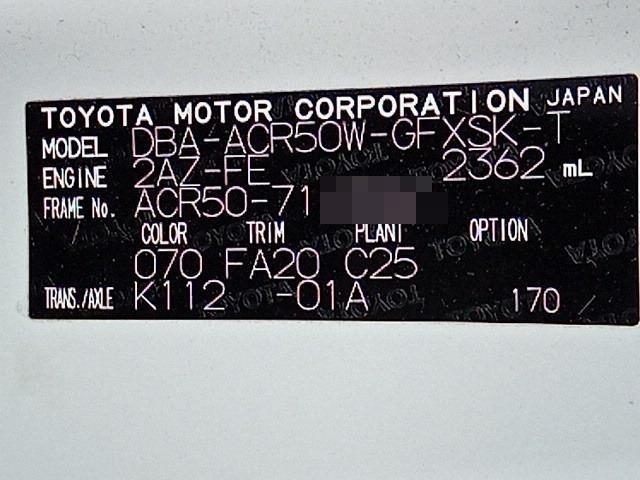 TOYOTA MOTOR CORPORATION JAPAN
MODEL DBA-ACR50W-GFXSK-T
ENGINE 2AZ-FE 2362 mL
FRAME No. ACR50-71
COLOR TRIM PLANT OPTION
070 FA20 C25
TRANS./AXLE K112 -01A 170